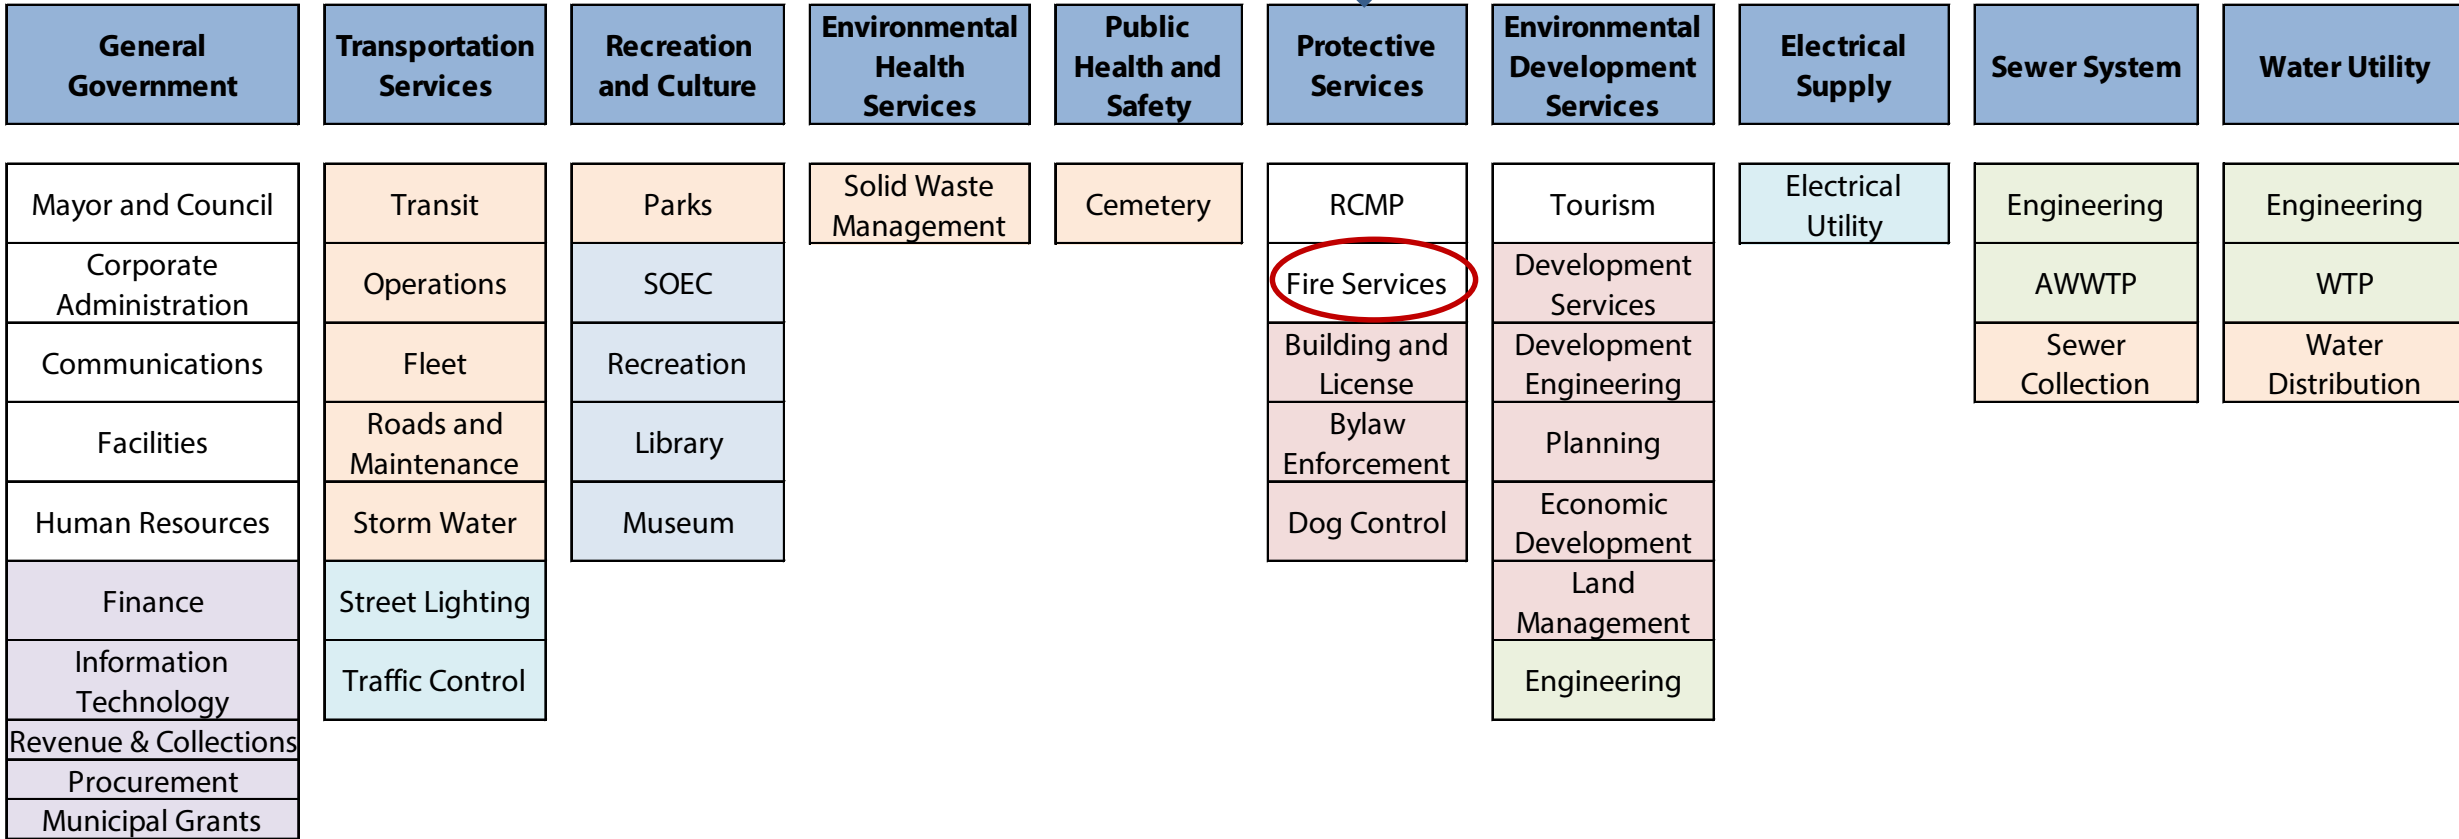 General
Government
Transportation
Services
Recreation
and Culture
Environmental
Health
Services
Public
Health and
Safety
Protective
Services
Environmental
Development
Services
Electrical
Supply
Sewer System
Water Utility
Mayor and Council
Corporate
Administration
Communications
Facilities
Human Resources
Finance
Information
Technology
Revenue & Collections
Procurement
Municipal Grants
Transit
Operations
Fleet
Roads and
Maintenance
Storm Water
Street Lighting
Traffic Control
Parks
SOEC
Recreation
Library
Museum
Solid Waste
Management
Cemetery
RCMP
Fire Services
Building and
License
Bylaw
Enforcement
Dog Control
Tourism
Development
Services
Development
Engineering
Planning
Economic
Development
Land
Management
Engineering
Electrical
Utility
Engineering
AWWTP
Sewer
Collection
Engineering
WTP
Water
Distribution